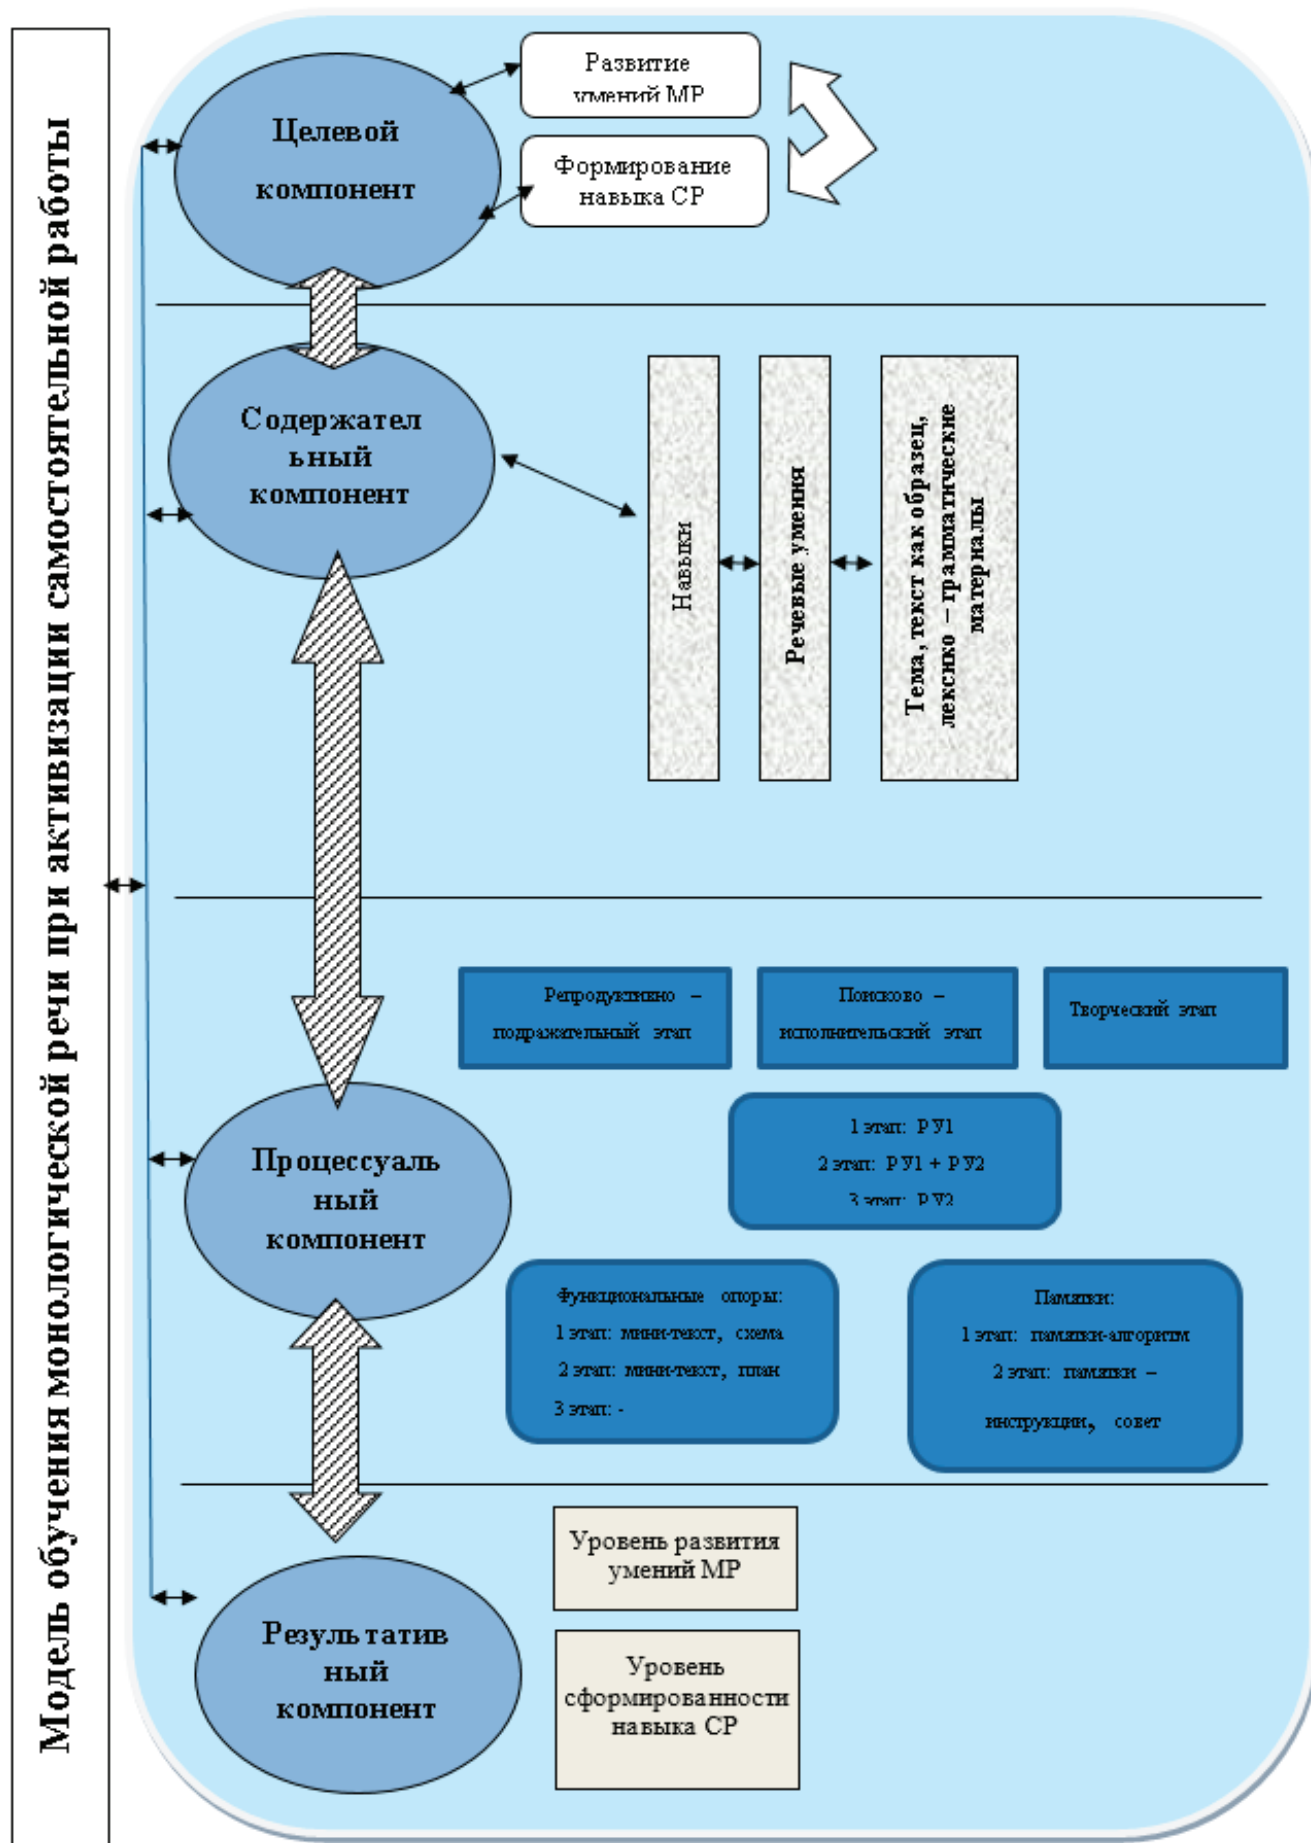 Модель обучения монологической речи при активизации самостоятельной работы
Целевой
компонент
Развитие
умений МР
Формирование
навыка СР
Содержател
ьный
компонент
Навыки
Речевые умения
Тема, текст как образец,
лексико – грамматические
материалы
Репродуктивно –
подражательный этап
Поисково –
исполнительский этап
Творческий этап
1 этап: РУ1
2 этап: РУ1 + РУ2
3 этап: РУ2
Процессуаль
ный
компонент
Функциональные опоры:
1 этап: мини-текст, схема
2 этап: мини-текст, план
3 этап: -
Памятки:
1 этап: памятки-алгоритм
2 этап: памятки –
инструкции, совет
Результатив
ный
компонент
Уровень развития
умений МР
Уровень
сформированности
навыка СР